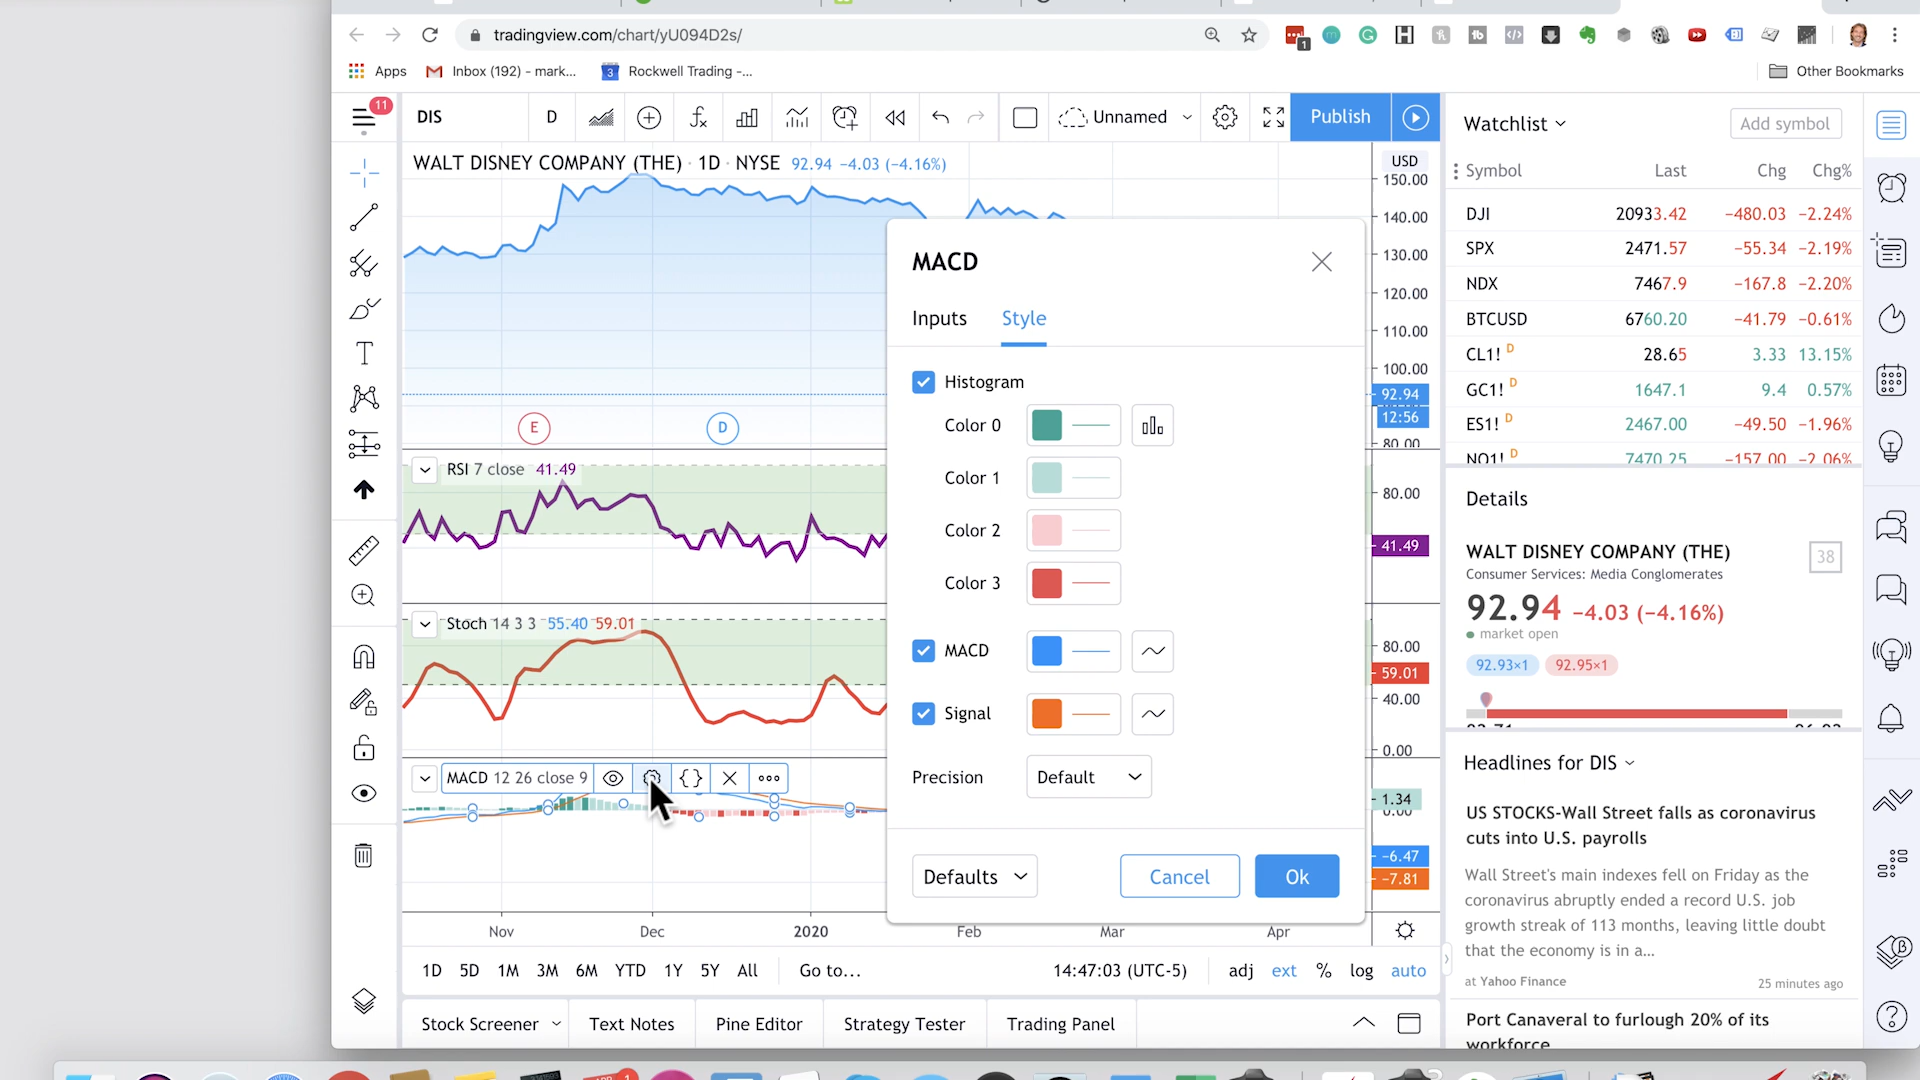 tradingview.com/chart/yU094D2s/
1
Apps
Inbox (192) - mark...
3
Rockwell Trading -...
Other Bookmarks
11
DIS
D
Unnamed
Publish
WALT DISNEY COMPANY (THE) · 1D · NYSE 92.94 −4.03 (−4.16%)
USD
150.00
140.00
130.00
120.00
110.00
100.00
92.94
12:56
80.00
E
D
RSI 7 close 41.49
80.00
41.49
Stoch 14 3 3 55.40 59.01
80.00
59.01
40.00
0.00
MACD 12 26 close 9
1.34
0.00
−6.47
−7.81
Nov
Dec
2020
Feb
Mar
Apr
MACD
Inputs
Style
Histogram
Color 0
Color 1
Color 2
Color 3
MACD
Signal
Precision
Default
Defaults
Cancel
Ok
1D 5D 1M 3M 6M YTD 1Y 5Y All Go to...
14:47:03 (UTC-5)
adj ext % log auto
Stock Screener
Text Notes
Pine Editor
Strategy Tester
Trading Panel
Watchlist
Add symbol
Symbol Last Chg Chg%
DJI 20933.42 −480.03 −2.24%
SPX 2471.57 −55.34 −2.19%
NDX 7467.9 −167.8 −2.20%
BTCUSD 6760.20 −41.79 −0.61%
CL1! D 28.65 3.33 13.15%
GC1! D 1647.1 9.4 0.57%
ES1! D 2467.00 −49.50 −1.96%
NQ1! D 7470.25 −157.00 −2.06%
Details
WALT DISNEY COMPANY (THE)
38
Consumer Services: Media Conglomerates
92.94 −4.03 (−4.16%)
market open
92.93×1
92.95×1
Headlines for DIS
US STOCKS-Wall Street falls as coronavirus
cuts into U.S. payrolls
Wall Street's main indexes fell on Friday as the
coronavirus abruptly ended a record U.S. job
growth streak of 113 months, leaving little doubt
that the economy is in a...
at Yahoo Finance
25 minutes ago
Port Canaveral to furlough 20% of its
workforce